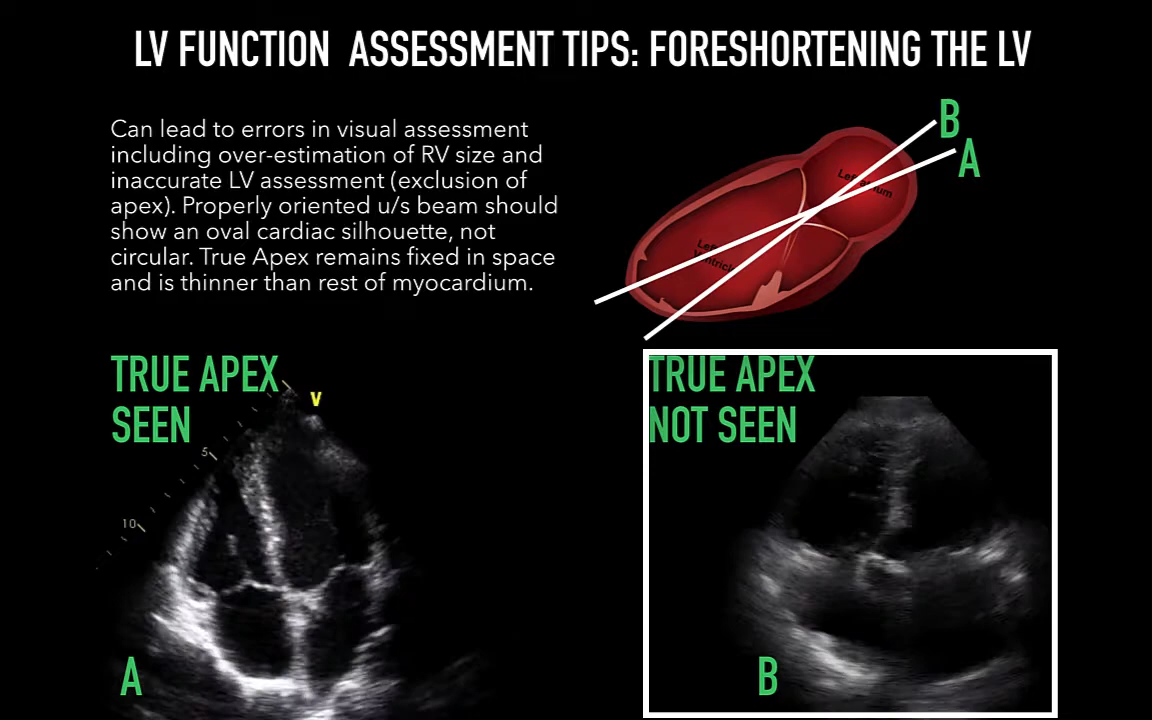 LV FUNCTION ASSESSMENT TIPS: FORESHORTENING THE LV
Can lead to errors in visual assessment
including over-estimation of RV size and
inaccurate LV assessment (exclusion of
apex). Properly oriented u/s beam should
show an oval cardiac silhouette, not
circular. True Apex remains fixed in space
and is thinner than rest of myocardium.
B
A
TRUE APEX
SEEN
V
5
10
A
TRUE APEX
NOT SEEN
B